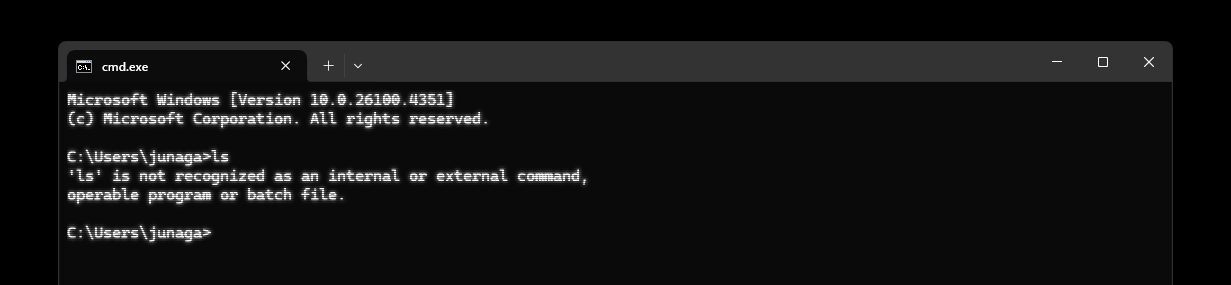 cmd.exe
Microsoft Windows [Version 10.0.26100.4351]
(c) Microsoft Corporation. All rights reserved.
C:\Users\junaga>ls
'ls' is not recognized as an internal or external command,
operable program or batch file.
C:\Users\junaga>